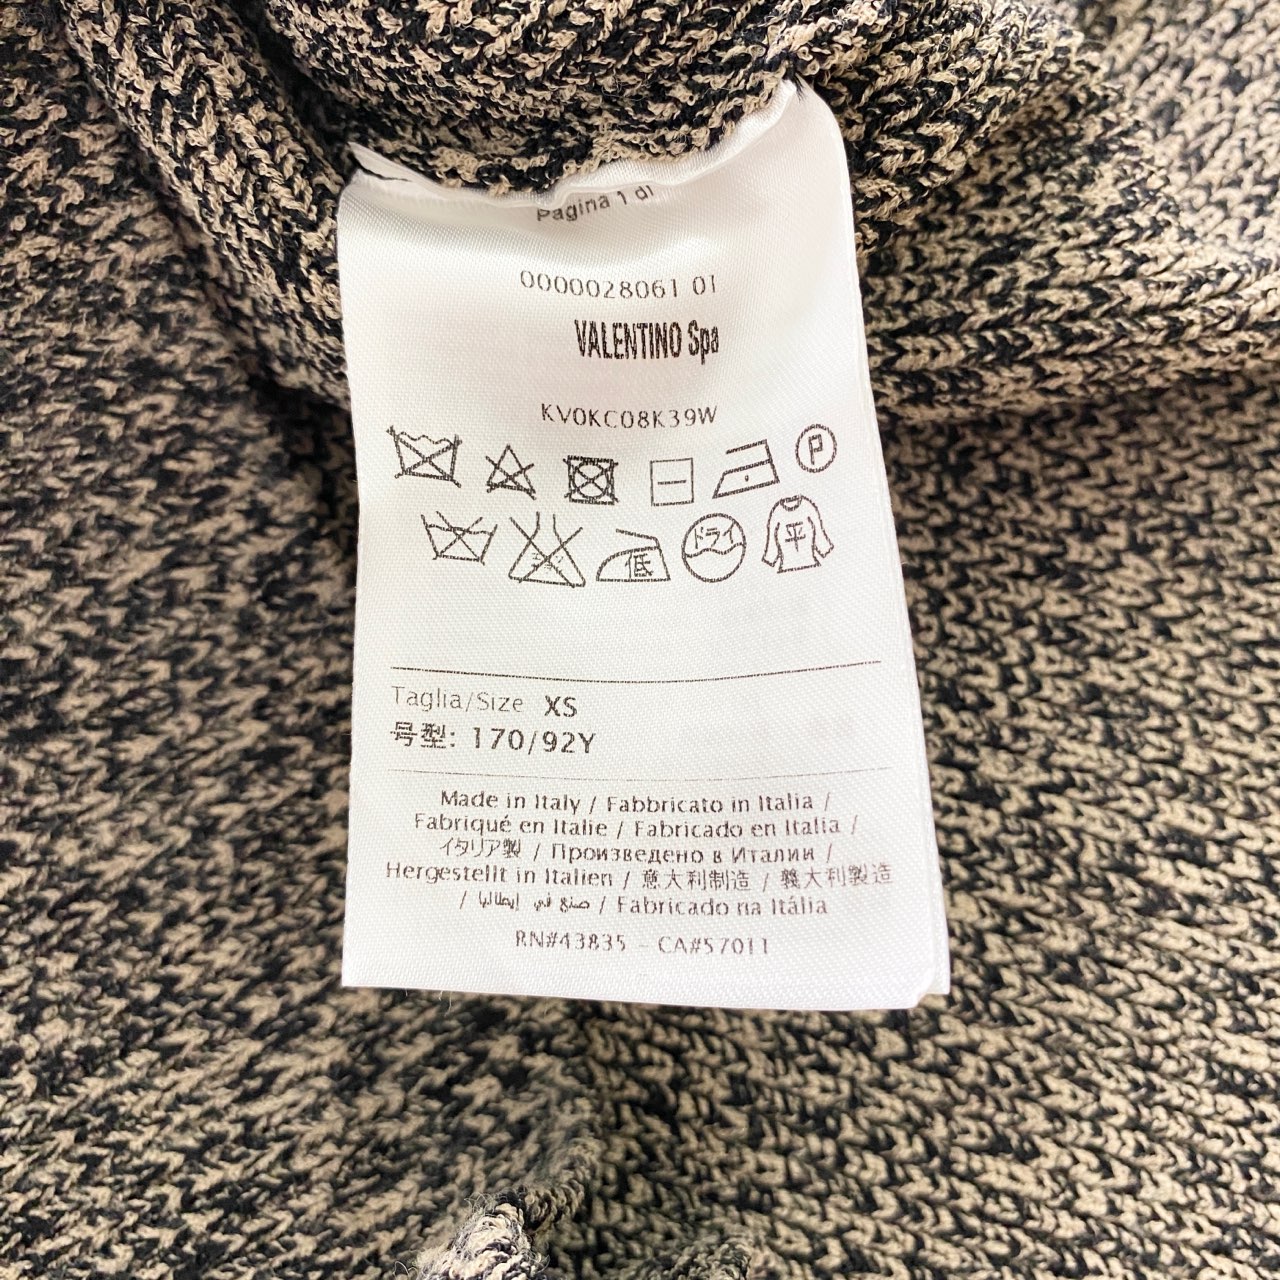 Pagina 1 di
0000028061 01
VALENTINO Spa
KV0KC08K39W
P
低 ドライ 平
Taglia/Size XS
号型: 170/92Y
Made in Italy / Fabbricato in Italia /
Fabriqué en Italie / Fabricado en Italia /
イタリア製 / Произведено в Италии /
Hergestellt in Italien / 意大利制造 / 義大利製造
/ صنع في إيطاليا / Fabricado na Itália
RN#43835 - CA#57011